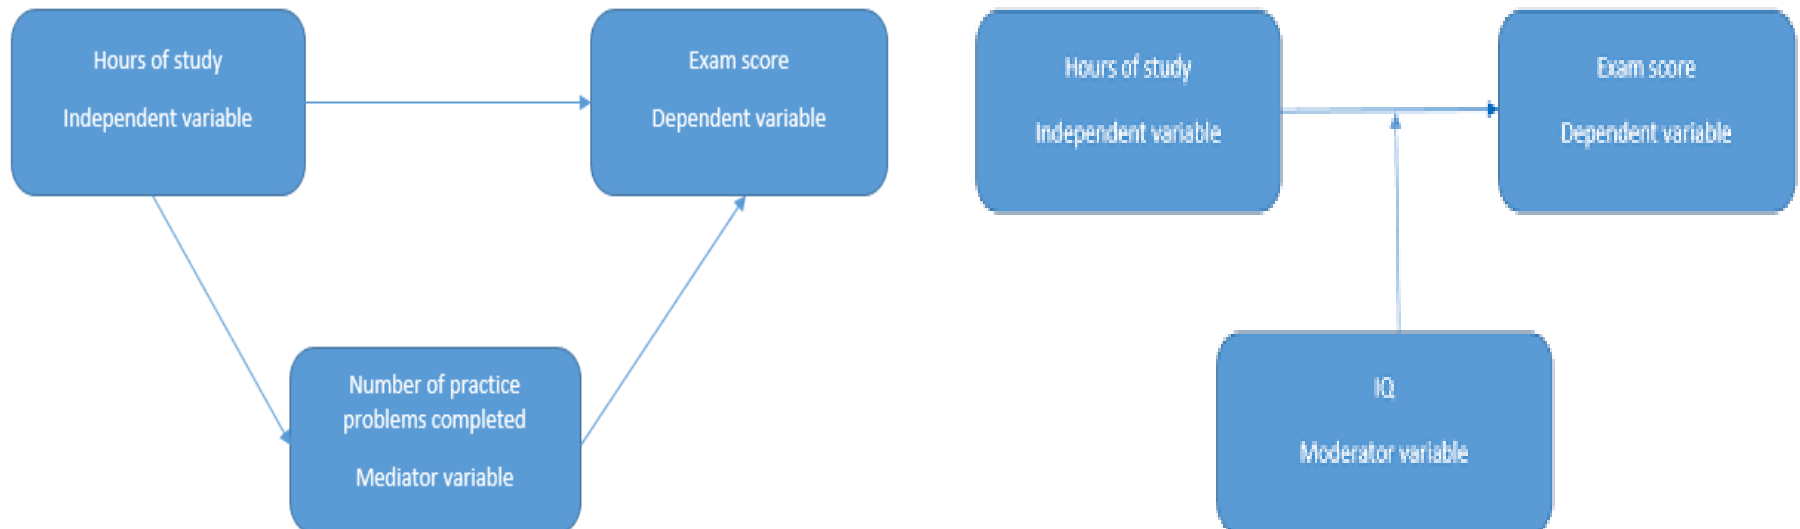 Hours of study
Independent variable
Exam score
Dependent variable
Number of practice
problems completed
Mediator variable
Hours of study
Independent variable
Exam score
Dependent variable
IQ
Moderator variable